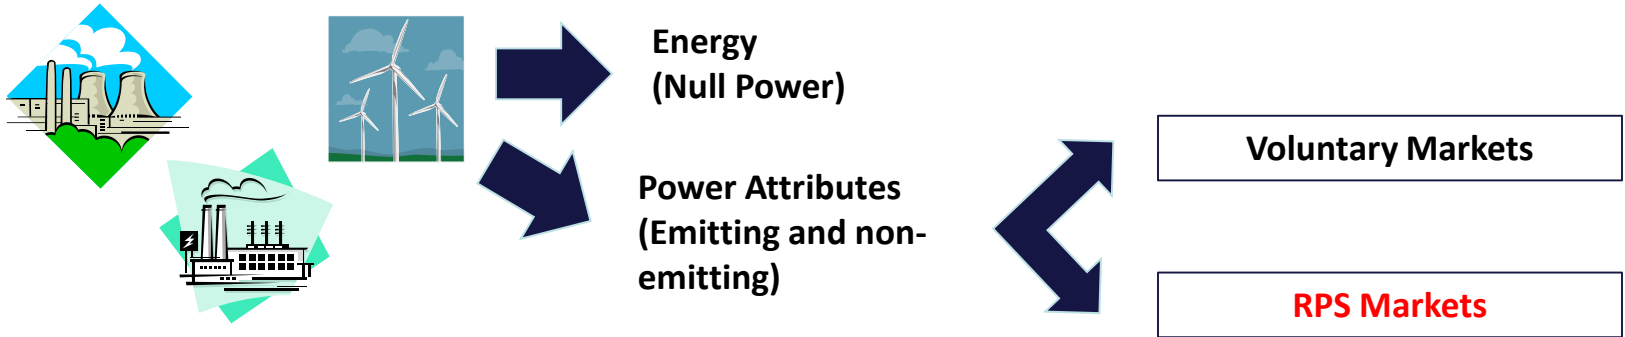 Energy
(Null Power)
Power Attributes
(Emitting and non-
emitting)
Voluntary Markets
RPS Markets